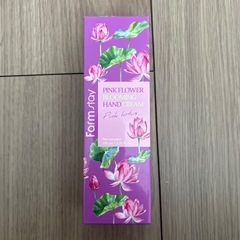 Farmstay
PINK FLOWER
BLOOMING
HAND CREAM
Pink Lotus